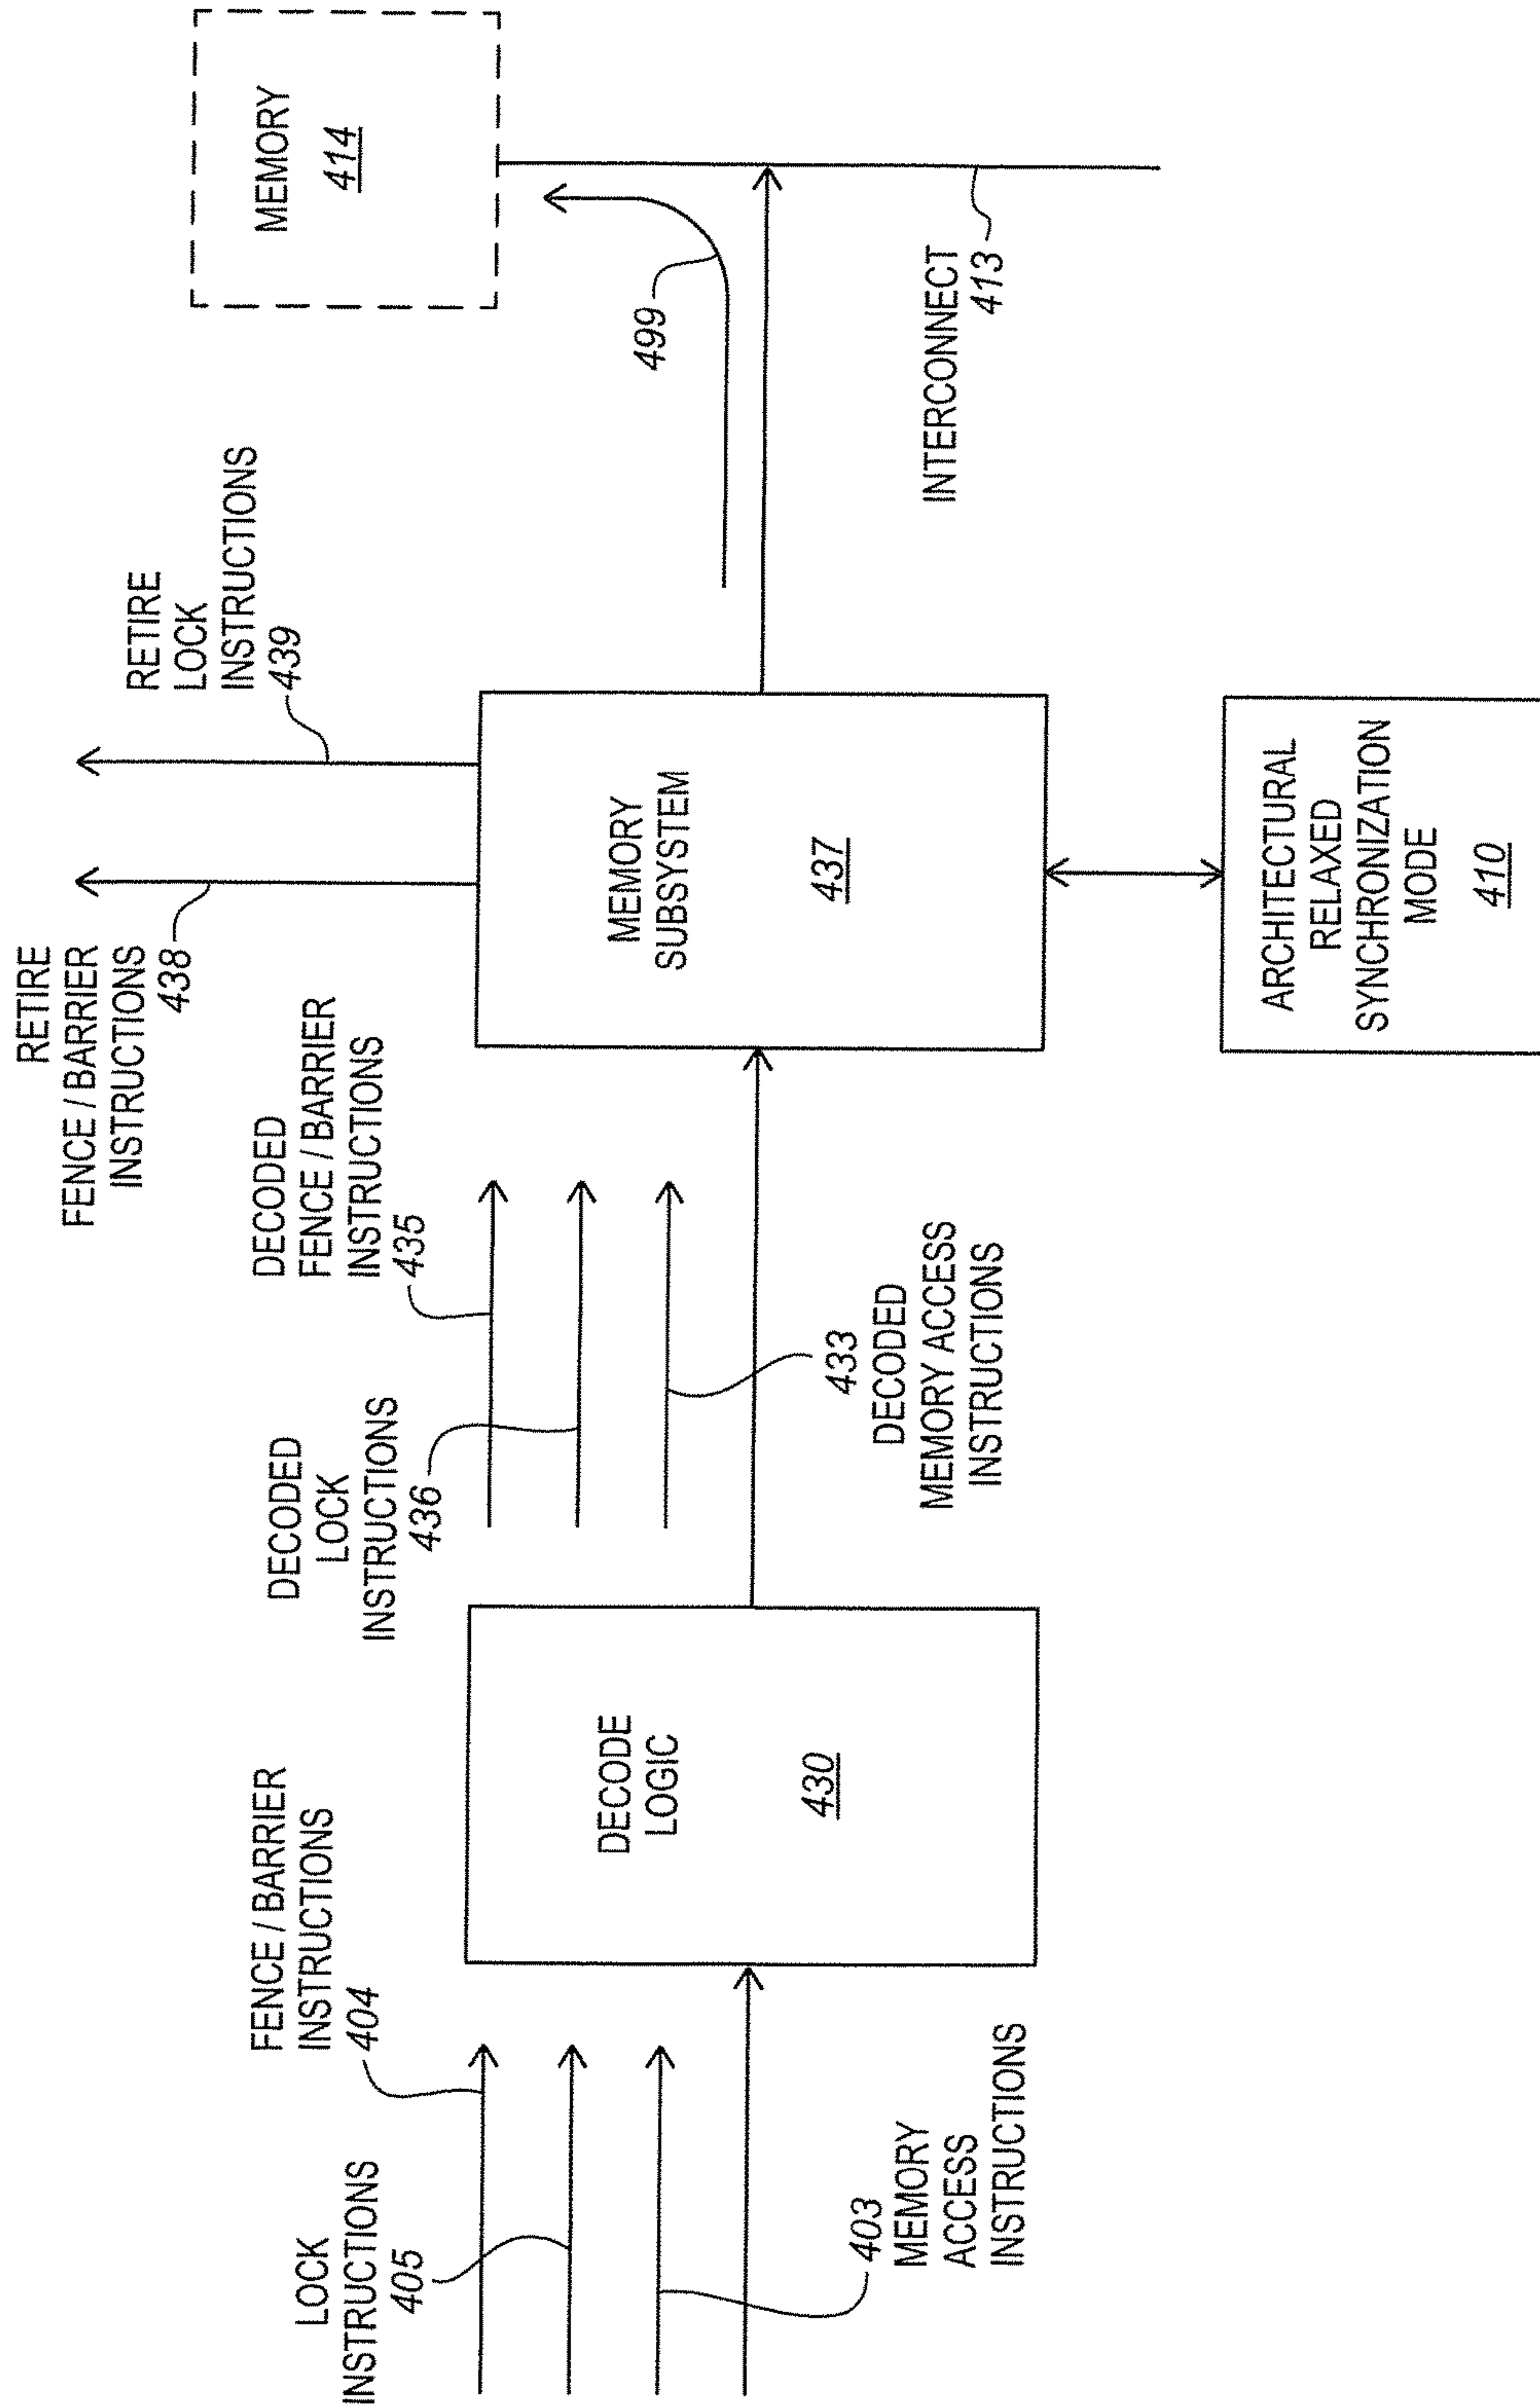 FENCE / BARRIER
INSTRUCTIONS
404
LOCK
INSTRUCTIONS
405
403
MEMORY
ACCESS
INSTRUCTIONS
DECODE
LOGIC
430
DECODED
FENCE / BARRIER
INSTRUCTIONS
435
DECODED
LOCK
INSTRUCTIONS
436
433
DECODED
MEMORY ACCESS
INSTRUCTIONS
RETIRE
FENCE / BARRIER
INSTRUCTIONS
438
RETIRE
LOCK
INSTRUCTIONS
439
MEMORY
SUBSYSTEM
437
ARCHITECTURAL
RELAXED
SYNCHRONIZATION
MODE
410
499
MEMORY
414
INTERCONNECT
413